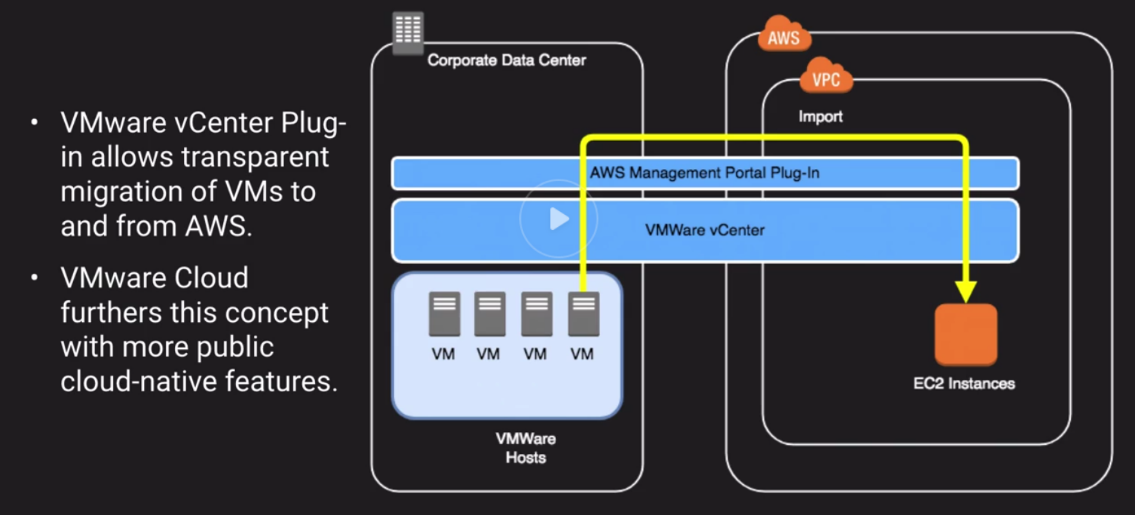 • VMware vCenter Plug-
in allows transparent
migration of VMs to
and from AWS.
• VMware Cloud
furthers this concept
with more public
cloud-native features.
Corporate Data Center
AWS
VPC
Import
AWS Management Portal Plug-In
VMWare vCenter
VM VM VM VM
VMWare
Hosts
EC2 Instances